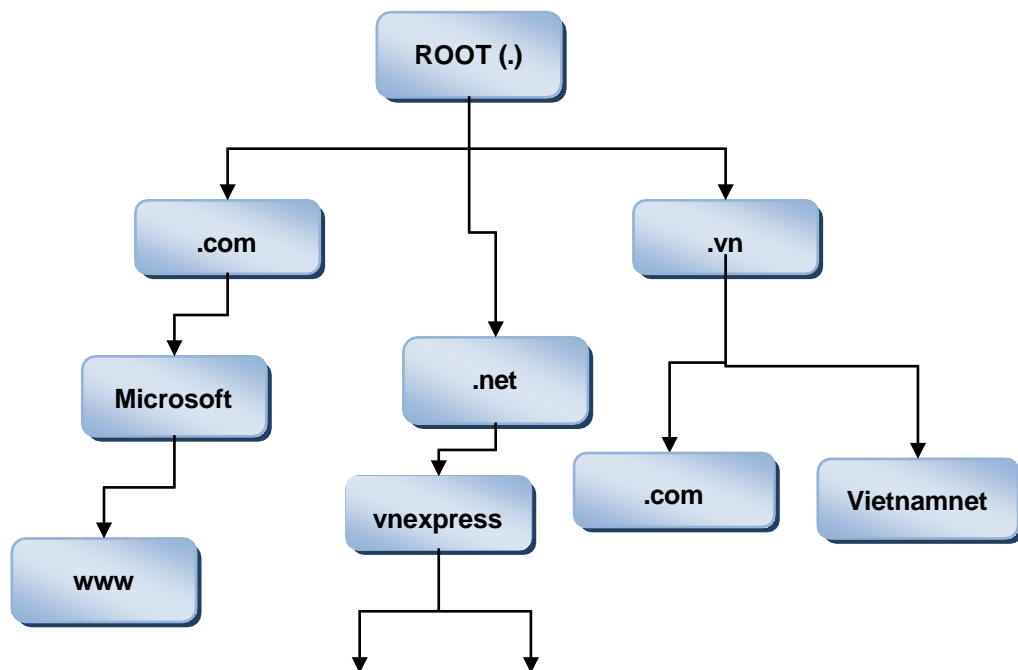 ROOT (.)
.com
.vn
Microsoft
.net
.com
Vietnamnet
vnexpress
www